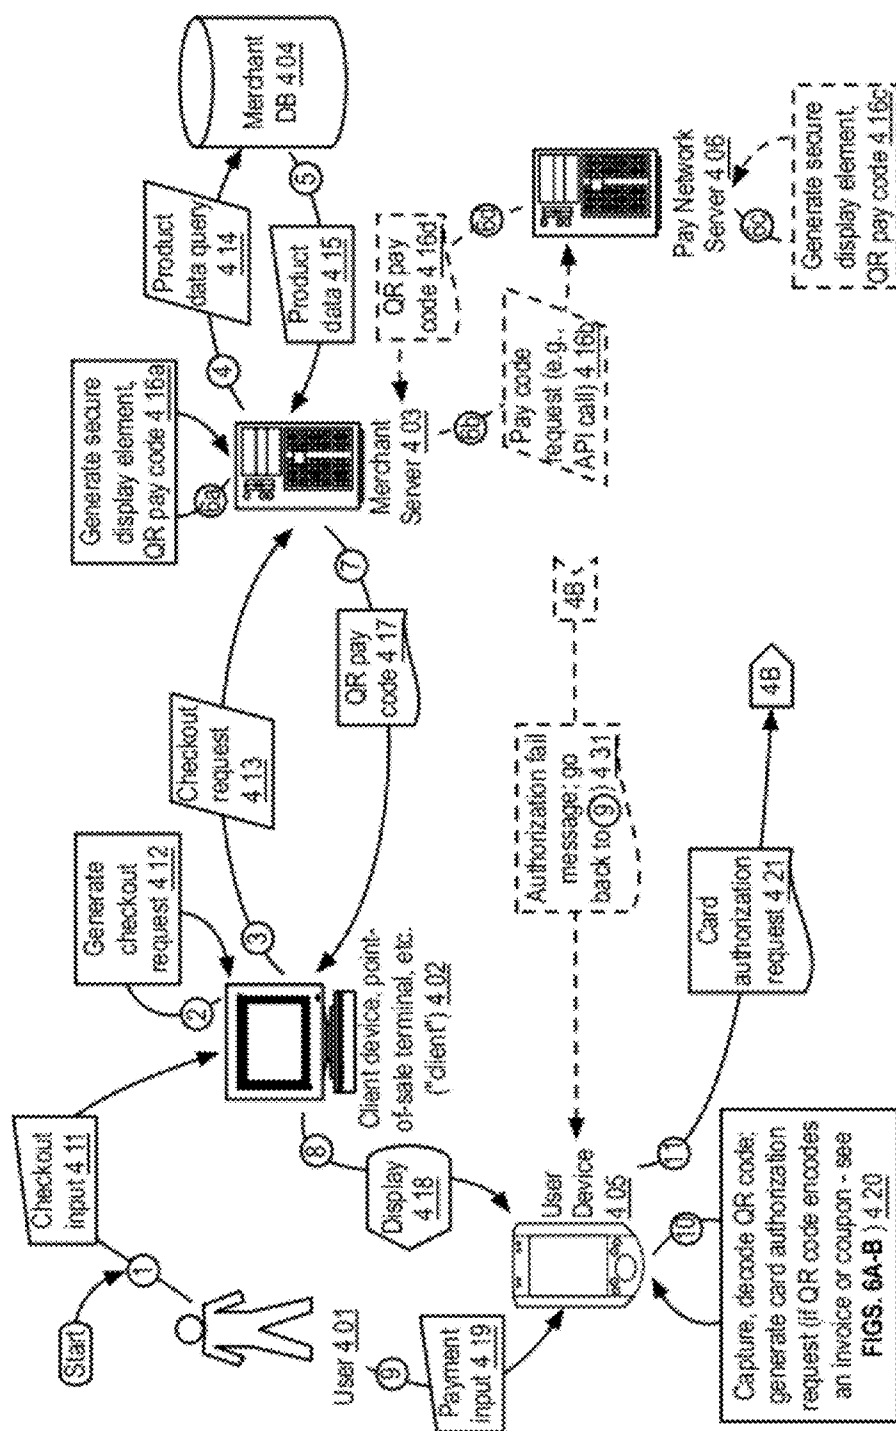 Start
1
Checkout
input 4 11
User 4 01
2
Generate
checkout
request 4 12
Client device, point-
of-sale terminal, etc.
("client") 4 02
3
Checkout
request
4 13
Generate secure
display element,
QR pay code 4 16a
6a
Merchant
Server 4 03
4
Product
data query
4 14
Merchant
DB 4 04
5
Product
data 4 15
6b
Pay code
request (e.g.,
API call) 4 16b
Pay Network
Server 4 06
6c
Generate secure
display element,
QR pay code 4 16c
6d
QR pay
code 4 16d
7
QR pay
code 4 17
8
Display
4 18
9
Payment
input 4 19
User
Device
4 05
10
Capture, decode QR code;
generate card authorization
request (if QR code encodes
an invoice or coupon - see
FIGS. 6A-B ) 4 20
11
Card
authorization
request 4 21
4B
4B
Authorization fail
message; go
back to 9 ) 4 31